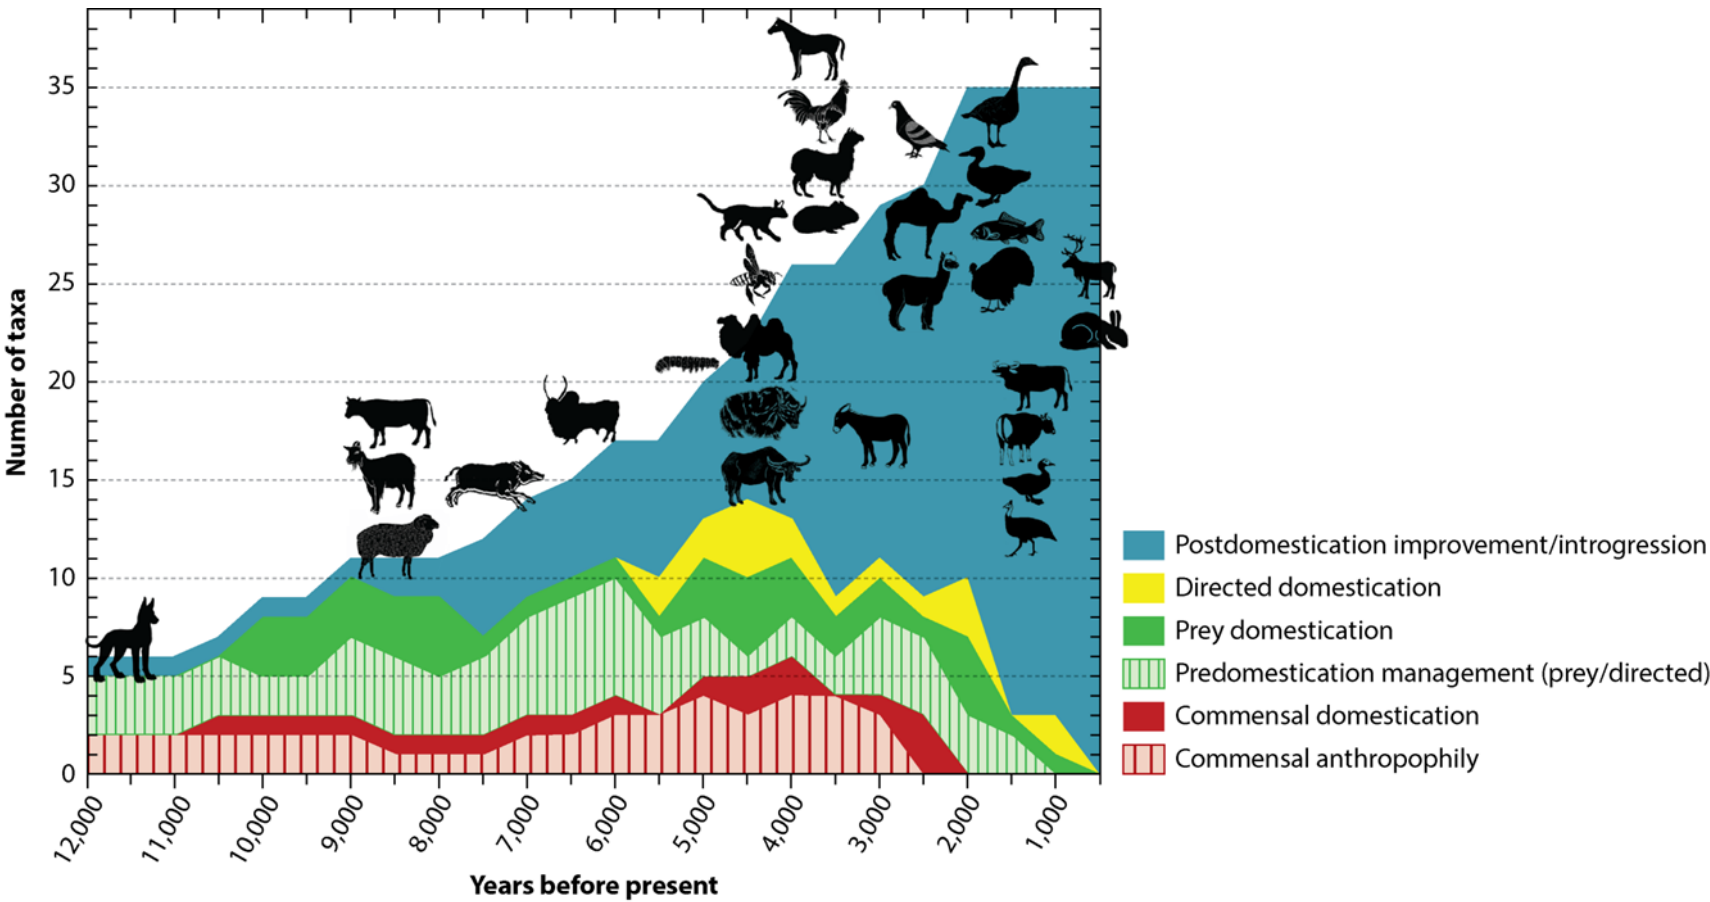 35
30
25
20
15
10
5
0
Number of taxa
12,000
11,000
10,000
9,000
8,000
7,000
6,000
5,000
4,000
3,000
2,000
1,000
Years before present
Postdomestication improvement/introgression
Directed domestication
Prey domestication
Predomestication management (prey/directed)
Commensal domestication
Commensal anthropophily